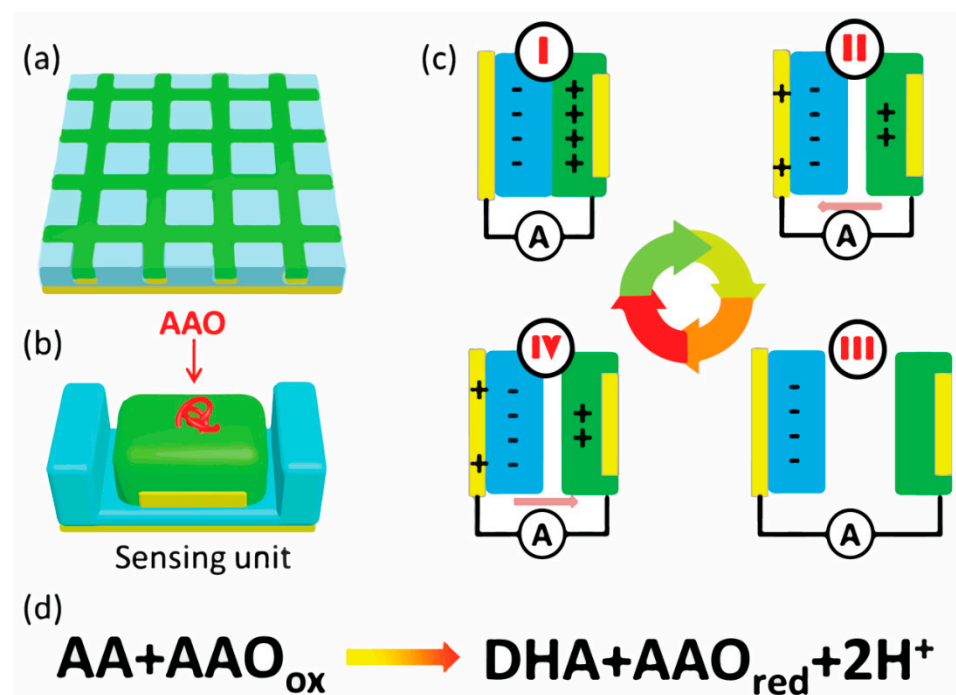 (a)
(c)
I
II
- + + +
- - + + +
- + - +
- + + -
A
A
AAO
(b)
IV
III
+ - -
- + -
- + -
+ - -
A
A
Sensing unit
(d)
AA+AAOox DHA+AAOred+2H+